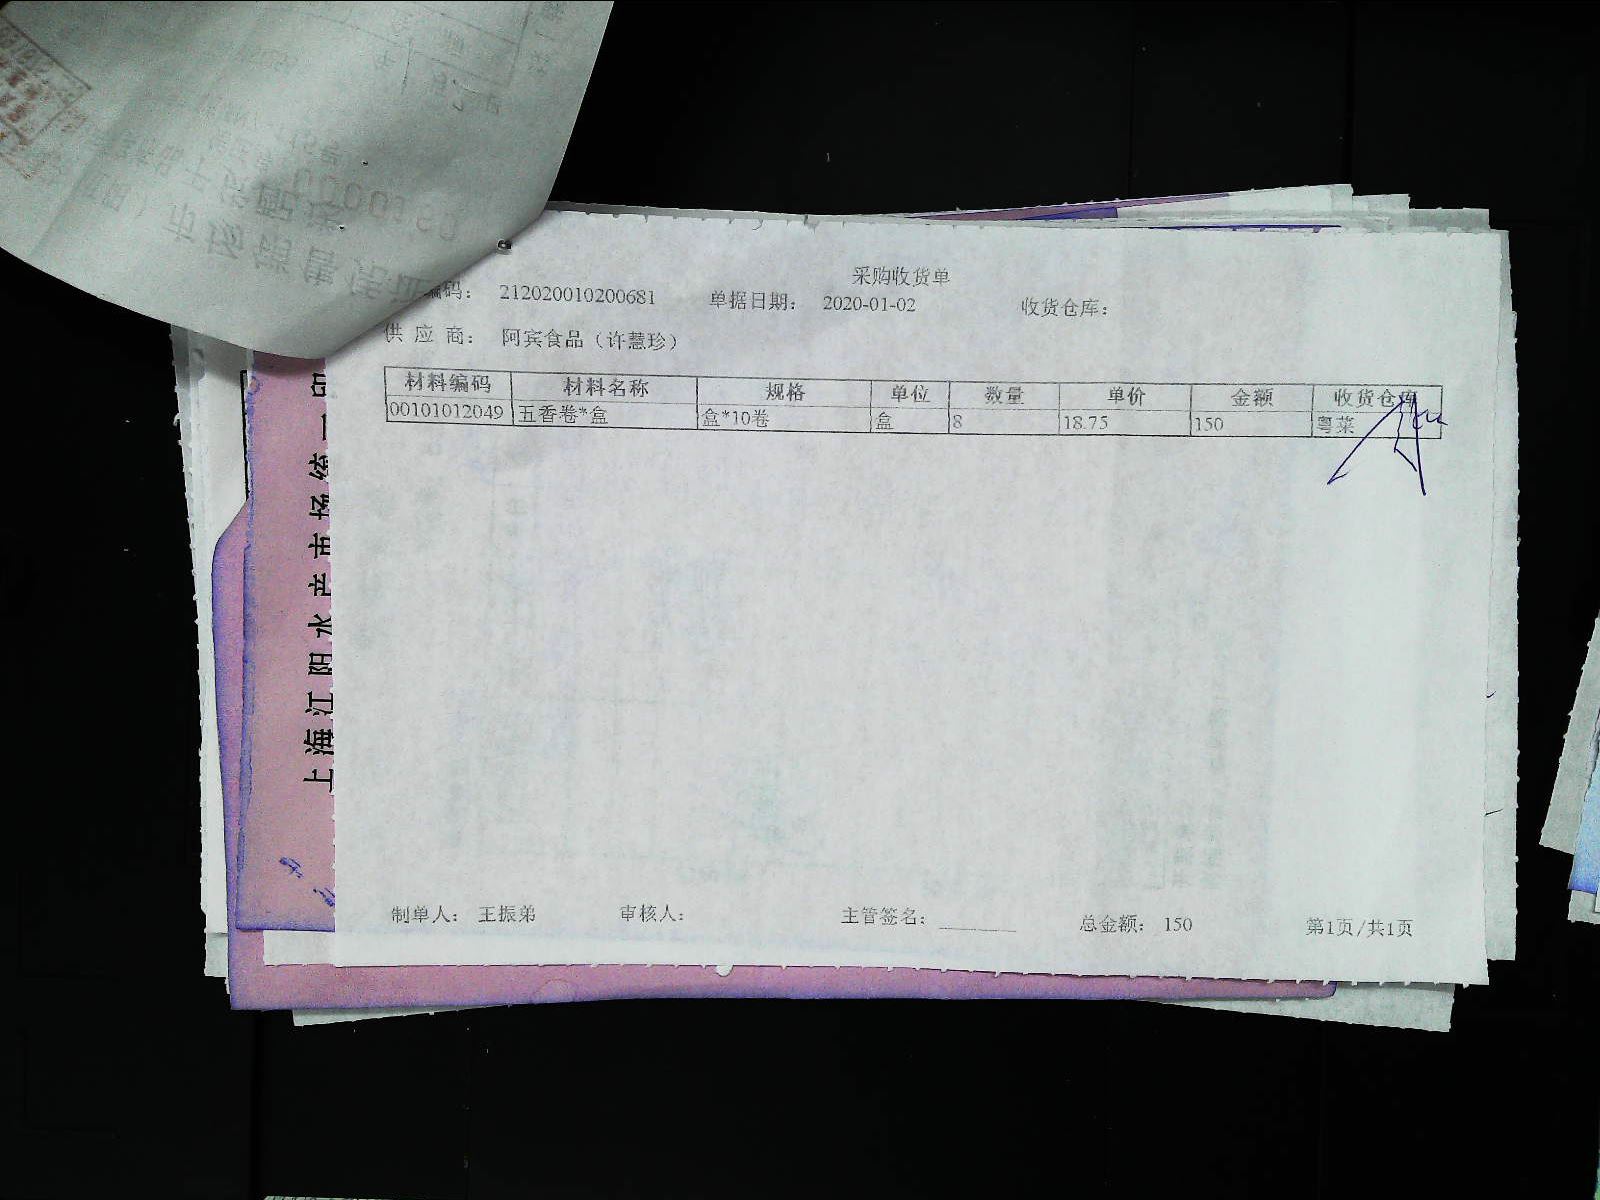 采购收货单
编码： 212020010200681 单据日期： 2020-01-02 收货仓库：
供 应 商： 阿宾食品（许慧珍）
材料编码 材料名称 规格 单位 数量 单价 金额 收货仓库
00101012049 五香卷*盒 盒*10卷 盒 8 18.75 150 粤菜
制单人： 王振弟 审核人： 主管签名： 总金额： 150 第1页/共1页
上海江阳水产市场统一